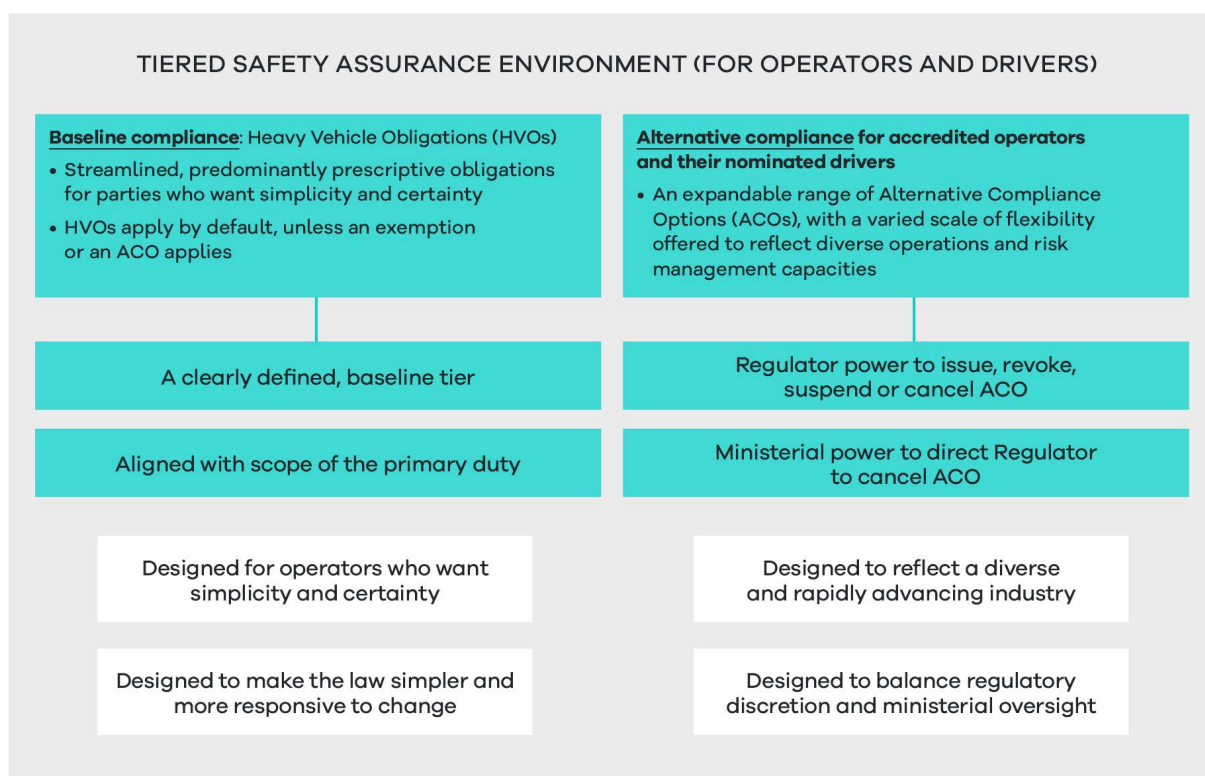 TIERED SAFETY ASSURANCE ENVIRONMENT (FOR OPERATORS AND DRIVERS)
Baseline compliance: Heavy Vehicle Obligations (HVOs)
• Streamlined, predominantly prescriptive obligations
for parties who want simplicity and certainty
• HVOs apply by default, unless an exemption
or an ACO applies
A clearly defined, baseline tier
Aligned with scope of the primary duty
Designed for operators who want
simplicity and certainty
Designed to make the law simpler and
more responsive to change
Alternative compliance for accredited operators
and their nominated drivers
• An expandable range of Alternative Compliance
Options (ACOs), with a varied scale of flexibility
offered to reflect diverse operations and risk
management capacities
Regulator power to issue, revoke,
suspend or cancel ACO
Ministerial power to direct Regulator
to cancel ACO
Designed to reflect a diverse
and rapidly advancing industry
Designed to balance regulatory
discretion and ministerial oversight